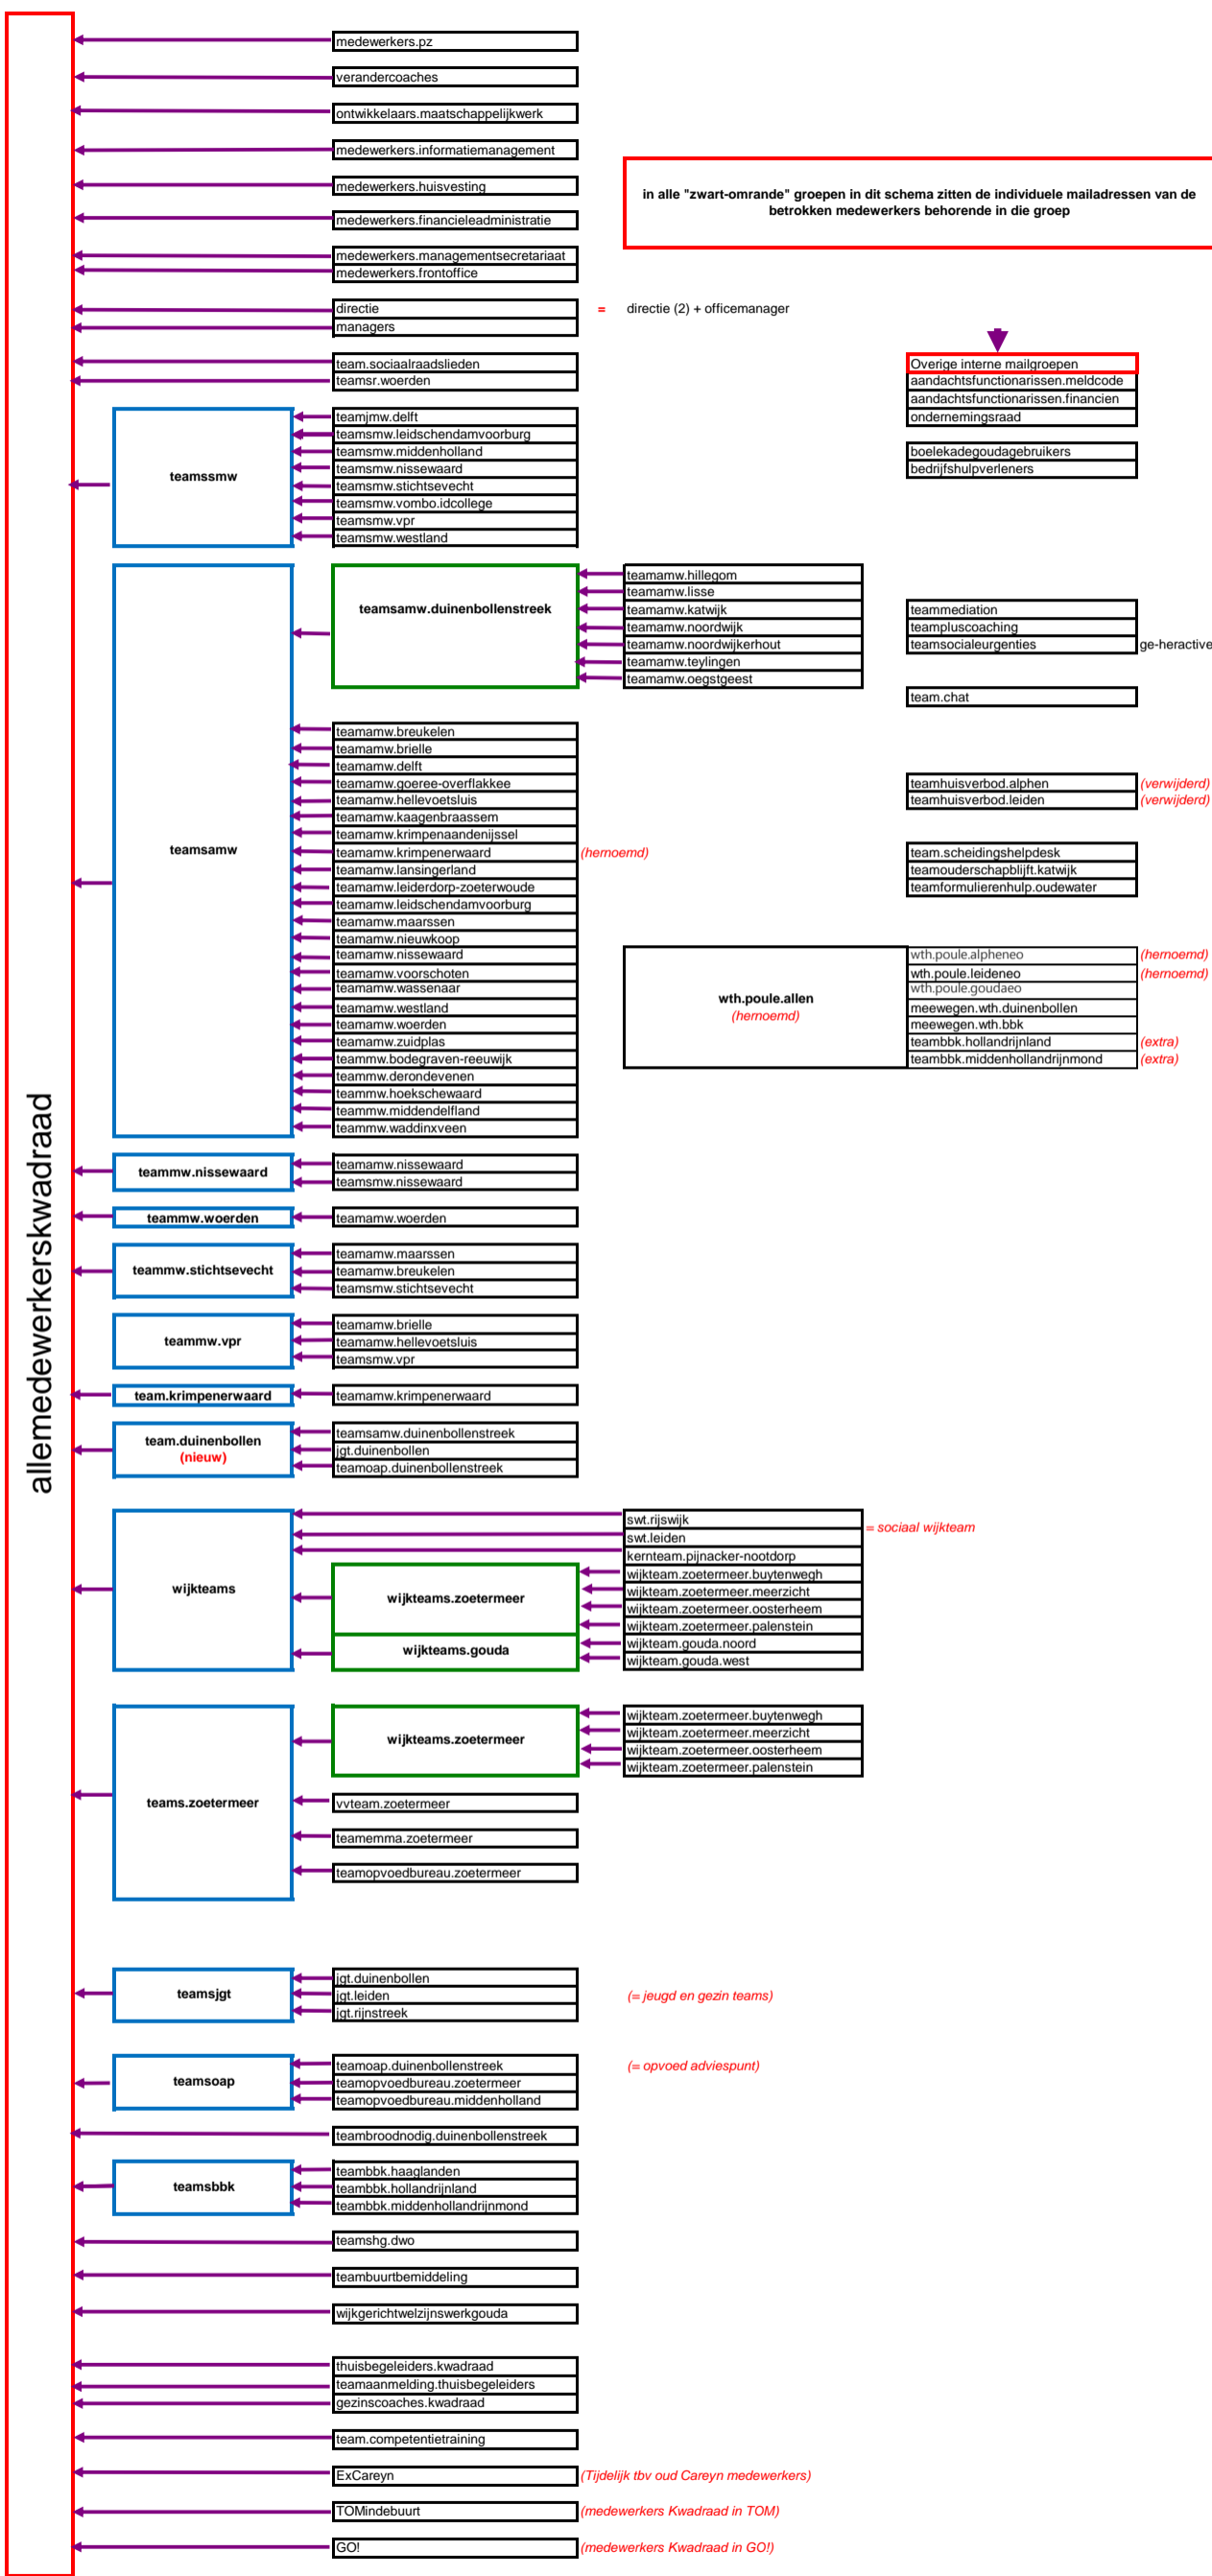 allemedewerkerskwadraad
medewerkers.pz
verandercoaches
ontwikkelaars.maatschappelijkwerk
medewerkers.informatiemanagement
medewerkers.huisvesting
medewerkers.financieleadministratie
medewerkers.managementsecretariaat
medewerkers.frontoffice
in alle "zwart-omrande" groepen in dit schema zitten de individuele mailadressen van de
betrokken medewerkers behorende in die groep
directie = directie (2) + officemanager
managers
team.sociaalraadslieden
teamsr.woerden
Overige interne mailgroepen
aandachtsfunctionarissen.meldcode
aandachtsfunctionarissen.financien
ondernemingsraad
boelekadegoudagebruikers
bedrijfshulpverleners
teamssmw
teamjmw.delft
teamsmw.leidschendamvoorburg
teamsmw.middenholland
teamsmw.nissewaard
teamsmw.stichtsevecht
teamsmw.vombo.idcollege
teamsmw.vpr
teamsmw.westland
teamsamw
teamsamw.duinenbollenstreek
teamamw.hillegom
teamamw.lisse
teamamw.katwijk
teamamw.noordwijk
teamamw.noordwijkerhout
teamamw.teylingen
teamamw.oegstgeest
teammediation
teampluscoaching
teamsocialeurgenties ge-heractive
team.chat
teamamw.breukelen
teamamw.brielle
teamamw.delft
teamamw.goeree-overflakkee
teamamw.hellevoetsluis
teamamw.kaagenbraassem
teamamw.krimpenaandenijssel
teamamw.krimpenerwaard (hernoemd)
teamamw.lansingerland
teamamw.leiderdorp-zoeterwoude
teamamw.leidschendamvoorburg
teamamw.maarssen
teamamw.nieuwkoop
teamamw.nissewaard
teamamw.voorschoten
teamamw.wassenaar
teamamw.westland
teamamw.woerden
teamamw.zuidplas
teammw.bodegraven-reeuwijk
teammw.derondevenen
teammw.hoekschewaard
teammw.middendelfland
teammw.waddinxveen
teamhuisverbod.alphen (verwijderd)
teamhuisverbod.leiden (verwijderd)
team.scheidingshelpdesk
teamouderschapblijft.katwijk
teamformulierenhulp.oudewater
wth.poule.allen
(hernoemd)
wth.poule.alpheneo (hernoemd)
wth.poule.leideneo (hernoemd)
wth.poule.goudaeo
meewegen.wth.duinenbollen
meewegen.wth.bbk
teambbk.hollandrijnland (extra)
teambbk.middenhollandrijnmond (extra)
teammw.nissewaard
teamamw.nissewaard
teamsmw.nissewaard
teammw.woerden
teamamw.woerden
teammw.stichtsevecht
teamamw.maarssen
teamamw.breukelen
teamsmw.stichtsevecht
teammw.vpr
teamamw.brielle
teamamw.hellevoetsluis
teamsmw.vpr
team.krimpenerwaard
teamamw.krimpenerwaard
team.duinenbollen
(nieuw)
teamsamw.duinenbollenstreek
jgt.duinenbollen
teamoap.duinenbollenstreek
wijkteams
swt.rijswijk
= sociaal wijkteam
swt.leiden
kernteam.pijnacker-nootdorp
wijkteams.zoetermeer
wijkteam.zoetermeer.buytenwegh
wijkteam.zoetermeer.meerzicht
wijkteam.zoetermeer.oosterheem
wijkteam.zoetermeer.palenstein
wijkteams.gouda
wijkteam.gouda.noord
wijkteam.gouda.west
teams.zoetermeer
wijkteams.zoetermeer
wijkteam.zoetermeer.buytenwegh
wijkteam.zoetermeer.meerzicht
wijkteam.zoetermeer.oosterheem
wijkteam.zoetermeer.palenstein
vvteam.zoetermeer
teamemma.zoetermeer
teamopvoedbureau.zoetermeer
teamsjgt
jgt.duinenbollen
jgt.leiden (= jeugd en gezin teams)
jgt.rijnstreek
teamsoap
teamoap.duinenbollenstreek (= opvoed adviespunt)
teamopvoedbureau.zoetermeer
teamopvoedbureau.middenholland
teambroodnodig.duinenbollenstreek
teamsbbk
teambbk.haaglanden
teambbk.hollandrijnland
teambbk.middenhollandrijnmond
teamshg.dwo
teambuurtbemiddeling
wijkgerichtwelzijnswerkgouda
thuisbegeleiders.kwadraad
teamaanmelding.thuisbegeleiders
gezinscoaches.kwadraad
team.competentietraining
ExCareyn (Tijdelijk tbv oud Careyn medewerkers)
TOMindebuurt (medewerkers Kwadraad in TOM)
GO! (medewerkers Kwadraad in GO!)